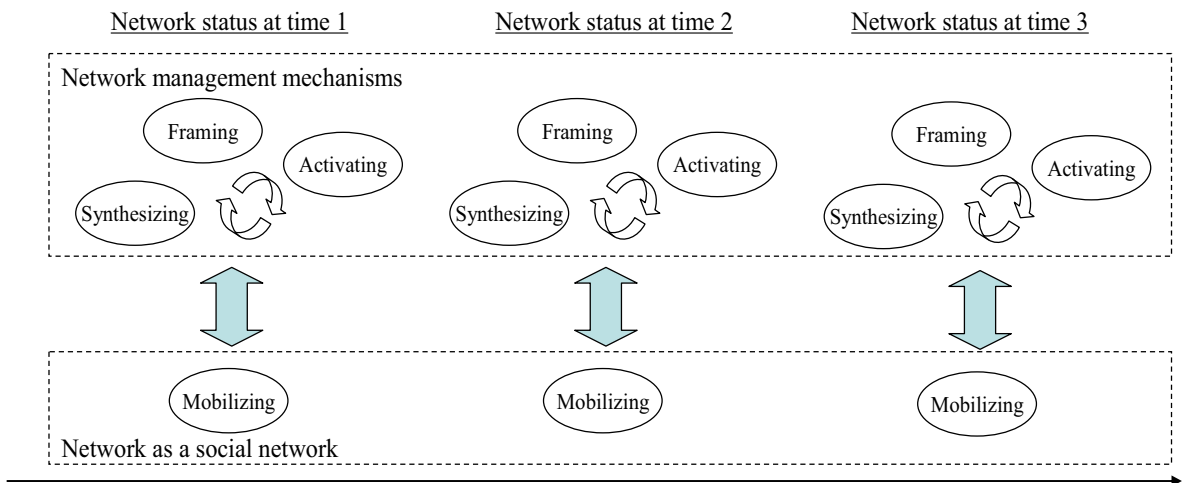 Network status at time 1
Network status at time 2
Network status at time 3
Network management mechanisms
Framing
Activating
Synthesizing
Framing
Activating
Synthesizing
Framing
Activating
Synthesizing
Mobilizing
Mobilizing
Mobilizing
Network as a social network